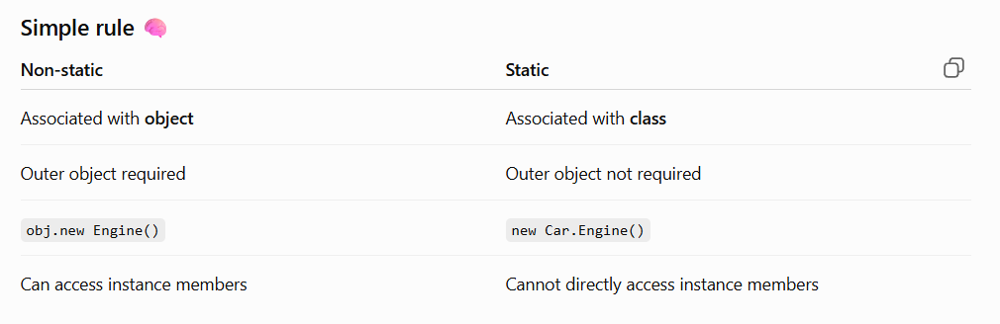 Simple rule 🧠
Non-static Static
Associated with object Associated with class
Outer object required Outer object not required
obj.new Engine() new Car.Engine()
Can access instance members Cannot directly access instance members